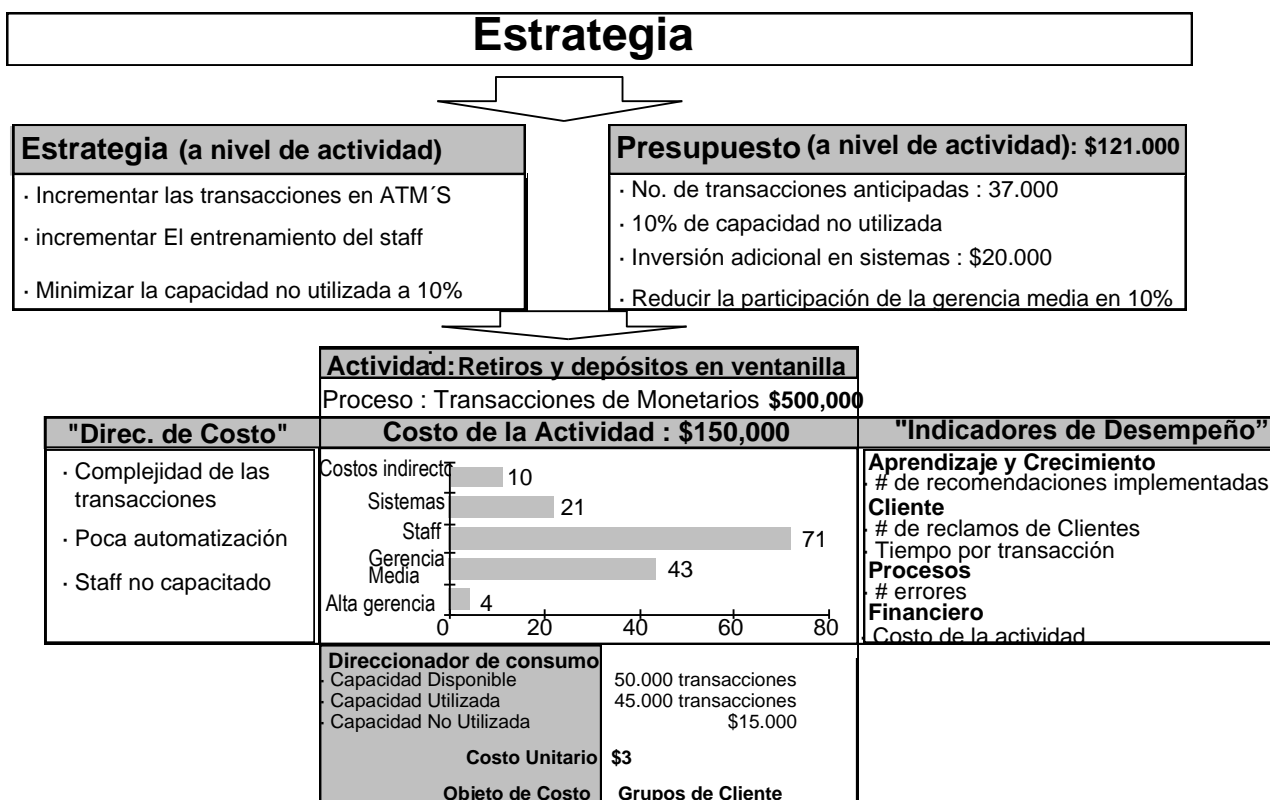 Estrategia
Estrategia (a nivel de actividad)
· Incrementar las transacciones en ATM´S
· incrementar El entrenamiento del staff
· Minimizar la capacidad no utilizada a 10%
Presupuesto (a nivel de actividad): $121.000
· No. de transacciones anticipadas : 37.000
· 10% de capacidad no utilizada
· Inversión adicional en sistemas : $20.000
· Reducir la participación de la gerencia media en 10%
Actividad: Retiros y depósitos en ventanilla
Proceso : Transacciones de Monetarios $500,000
"Direc. de Costo"
· Complejidad de las
transacciones
· Poca automatización
· Staff no capacitado
Costo de la Actividad : $150,000
Costos indirecto 10
Sistemas 21
Staff 71
Gerencia
Media 43
Alta gerencia 4
0 20 40 60 80
"Indicadores de Desempeño”
Aprendizaje y Crecimiento
· # de recomendaciones implementadas
Cliente
· # de reclamos de Clientes
· Tiempo por transacción
Procesos
· # errores
Financiero
· Costo de la actividad
Direccionador de consumo
· Capacidad Disponible 50.000 transacciones
· Capacidad Utilizada 45.000 transacciones
· Capacidad No Utilizada $15.000
Costo Unitario $3
Objeto de Costo Grupos de Cliente